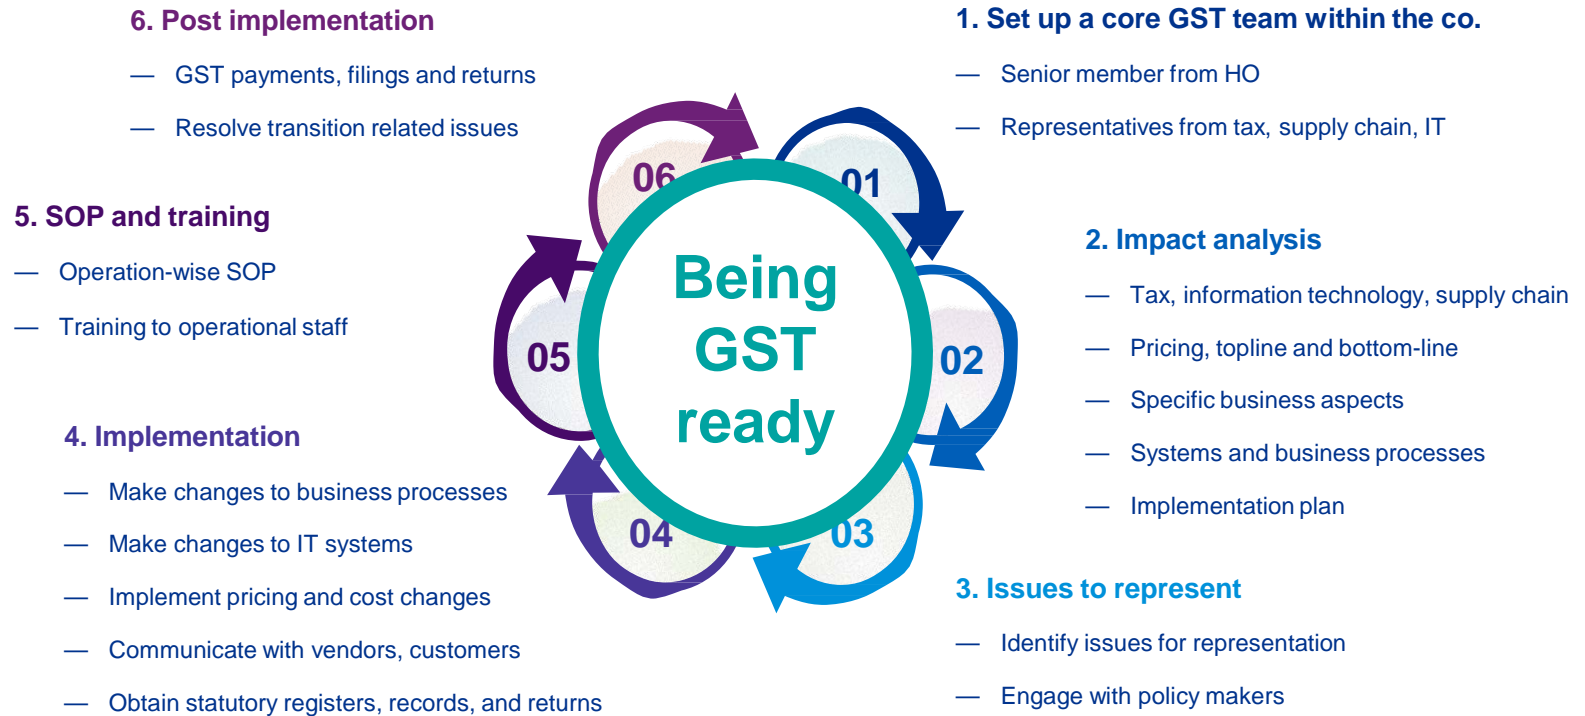 1. Set up a core GST team within the co.
— Senior member from HO
— Representatives from tax, supply chain, IT
2. Impact analysis
— Tax, information technology, supply chain
— Pricing, topline and bottom-line
— Specific business aspects
— Systems and business processes
— Implementation plan
3. Issues to represent
— Identify issues for representation
— Engage with policy makers
4. Implementation
— Make changes to business processes
— Make changes to IT systems
— Implement pricing and cost changes
— Communicate with vendors, customers
— Obtain statutory registers, records, and returns
5. SOP and training
— Operation-wise SOP
— Training to operational staff
6. Post implementation
— GST payments, filings and returns
— Resolve transition related issues
Being
GST
ready
01
02
03
04
05
06